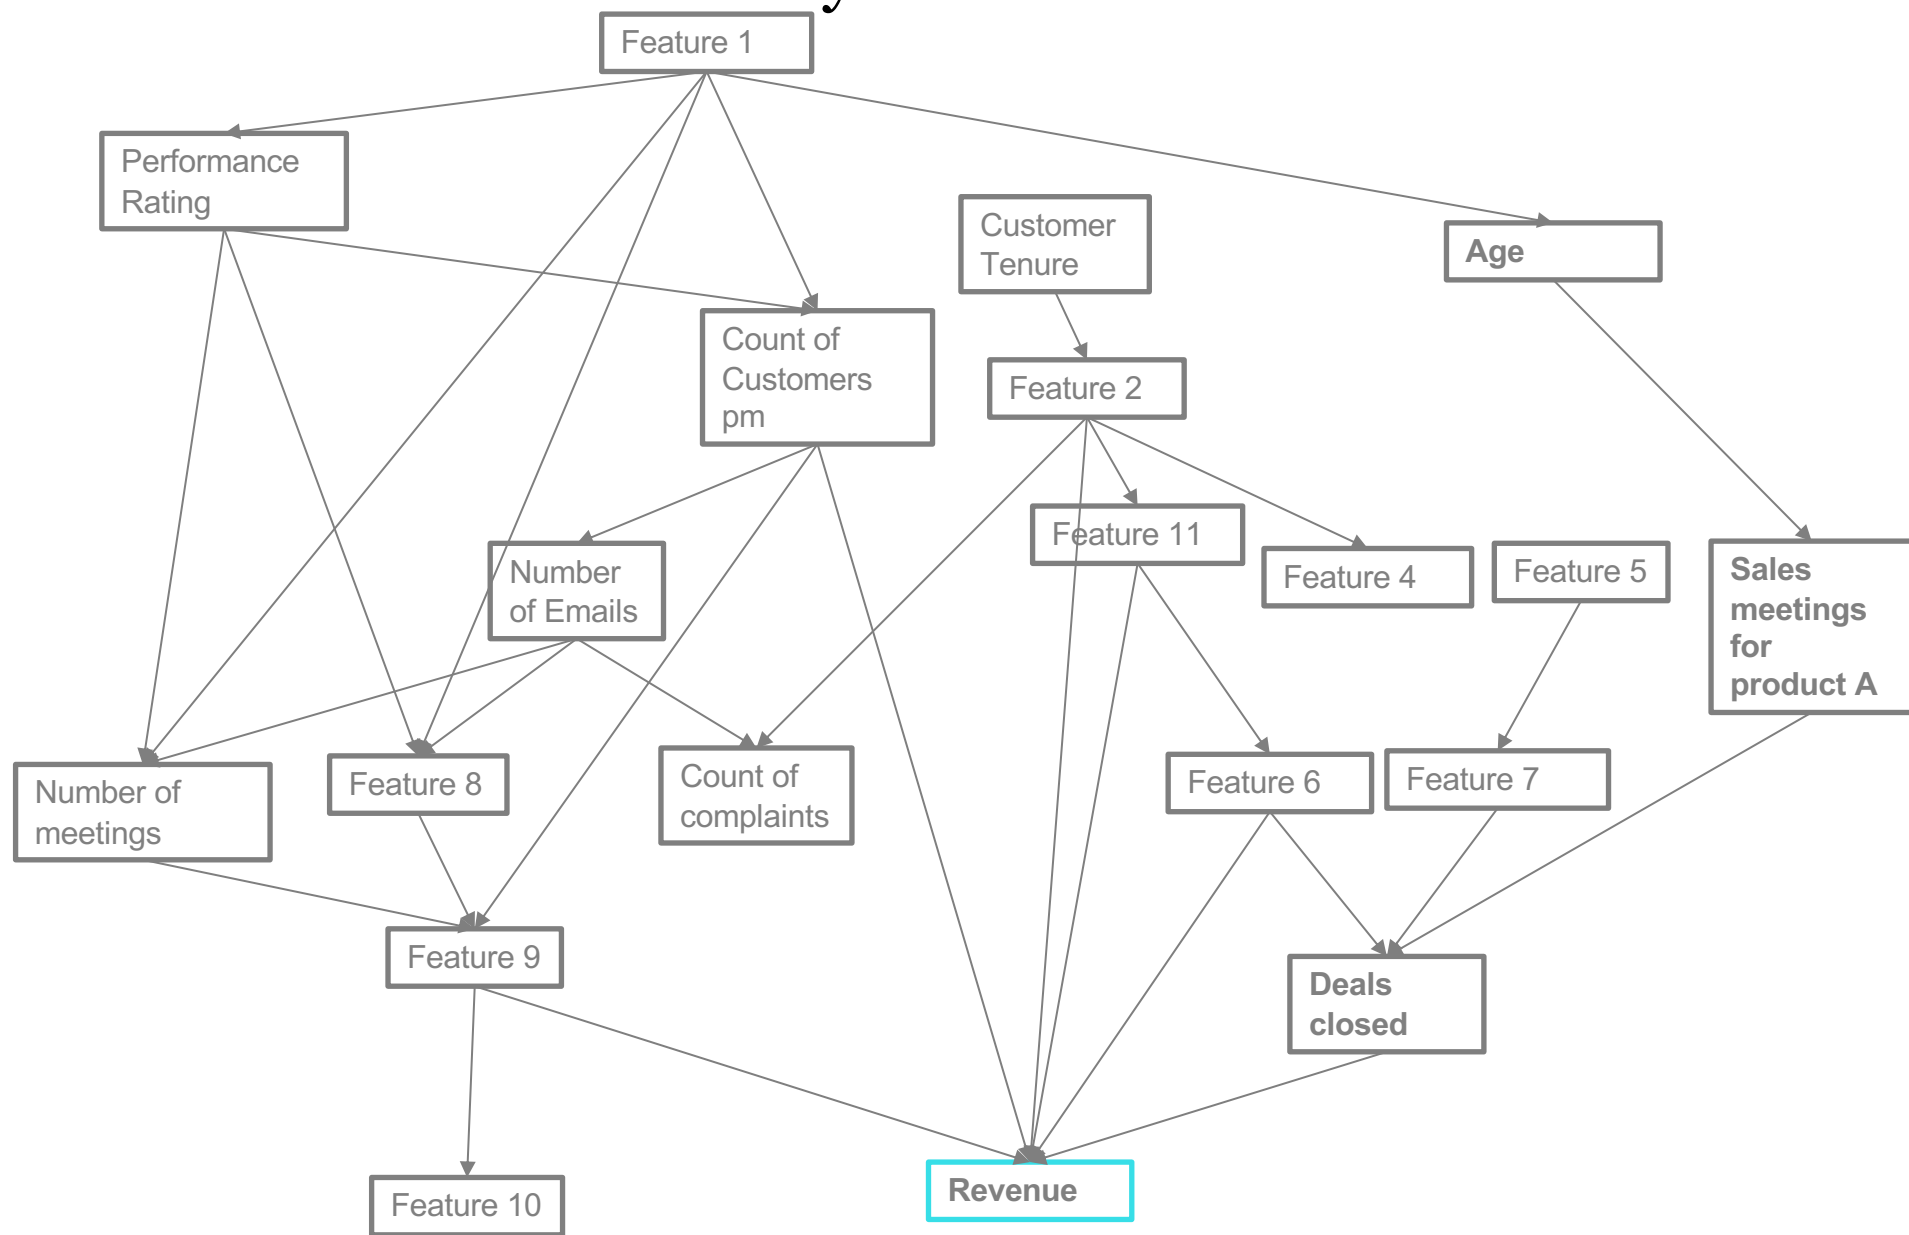 y
Feature 1
Performance
Rating
Customer
Tenure
Age
Count of
Customers
pm
Feature 2
Feature 11
Number
of Emails
Feature 4
Feature 5
Sales
meetings
for
product A
Number of
meetings
Feature 8
Count of
complaints
Feature 6
Feature 7
Feature 9
Deals
closed
Feature 10
Revenue